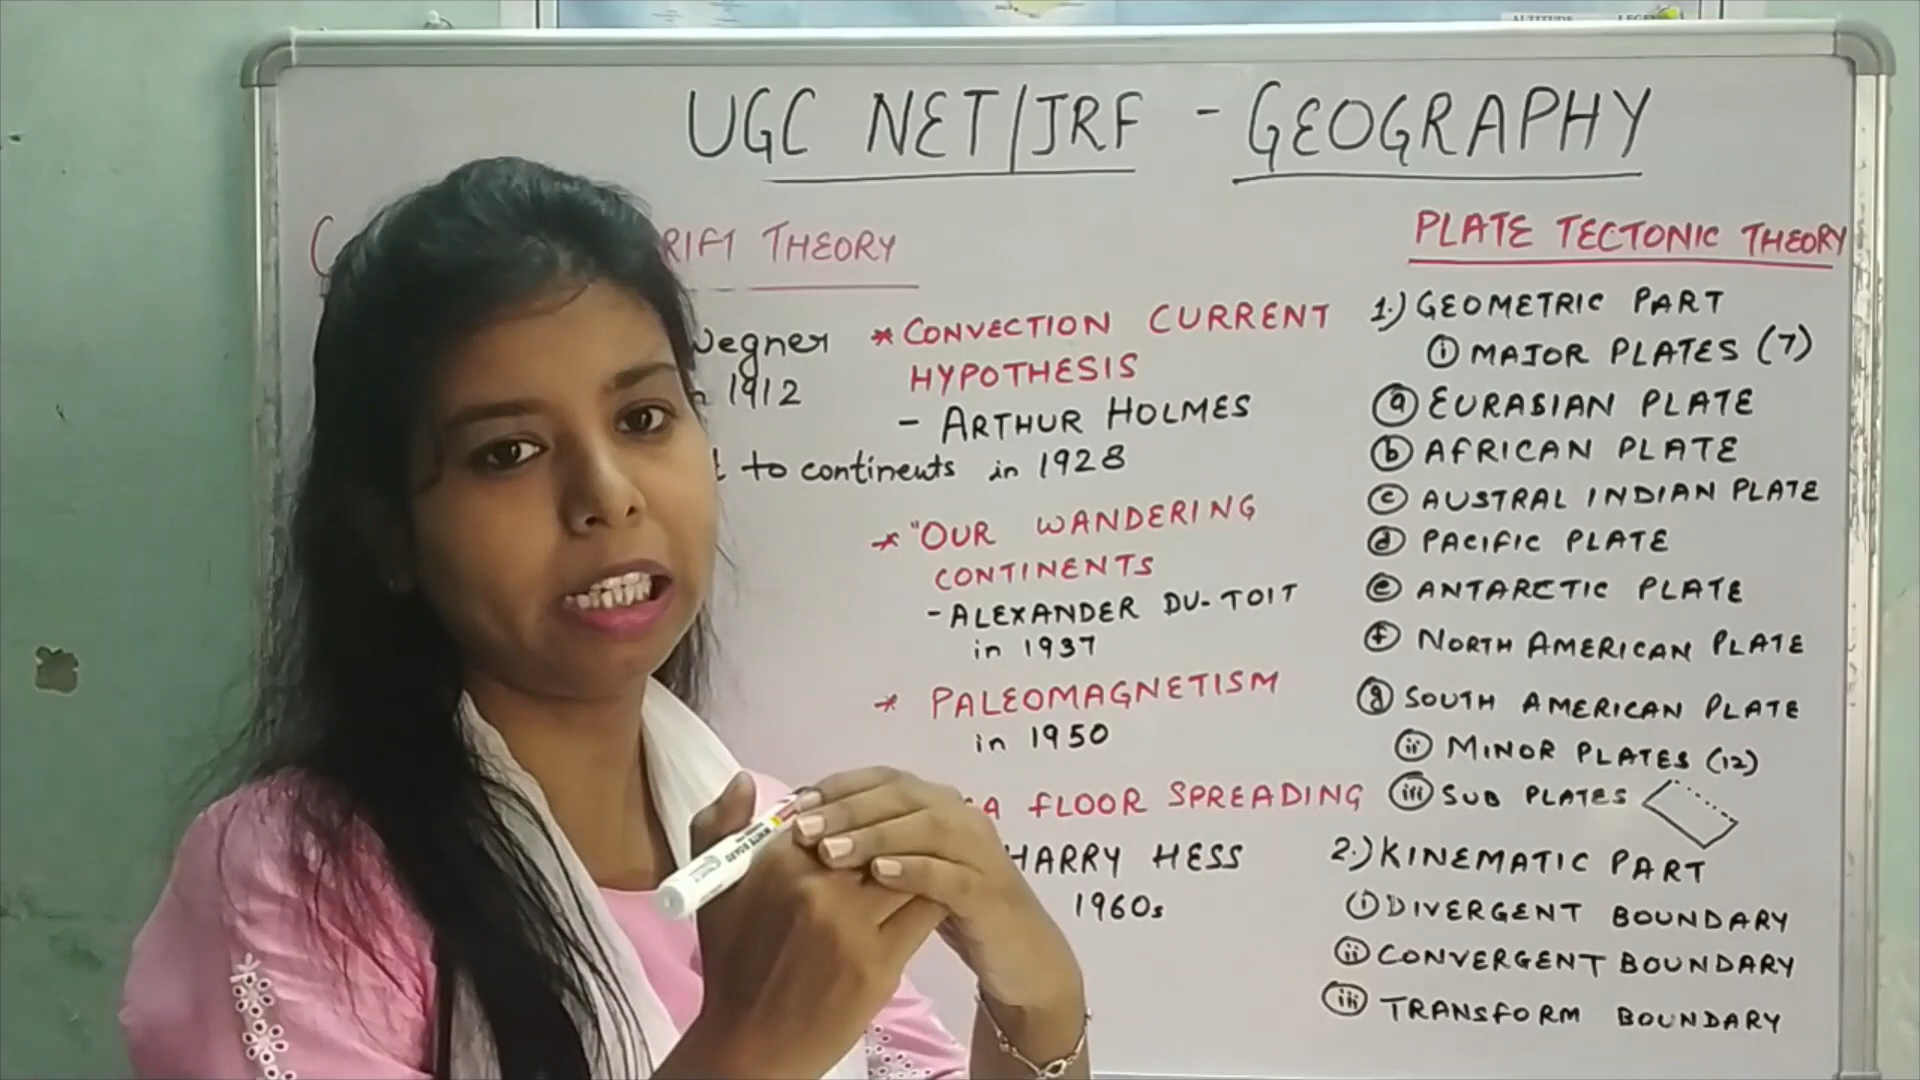 UGC NET/JRF - GEOGRAPHY
THEORY
in 1912
to continents
* CONVECTION CURRENT
HYPOTHESIS
- ARTHUR HOLMES
in 1928
* "OUR WANDERING
CONTINENTS
- ALEXANDER DU-TOIT
in 1937
* PALEOMAGNETISM
in 1950
FLOOR SPREADING
HARRY HESS
1960s
PLATE TECTONIC THEORY
1.) GEOMETRIC PART
(i) MAJOR PLATES (7)
(a) EURASIAN PLATE
(b) AFRICAN PLATE
(c) AUSTRAL INDIAN PLATE
(d) PACIFIC PLATE
(e) ANTARCTIC PLATE
(f) NORTH AMERICAN PLATE
(g) SOUTH AMERICAN PLATE
(ii) MINOR PLATES (12)
(iii) SUB PLATES
2.) KINEMATIC PART
(i) DIVERGENT BOUNDARY
(ii) CONVERGENT BOUNDARY
(iii) TRANSFORM BOUNDARY